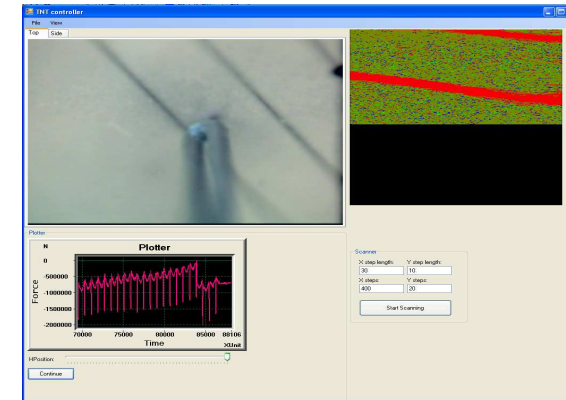 TNT controller
File View
Top Side
Plotter
N
Plotter
0
-500000
-1000000
-1500000
-2000000
Force
70000 75000 80000 85000 88106
Time
XUnit
HPosition:
Continue
Scanner
X step length: Y step length:
30 10
X steps: Y steps:
400 20
Start Scanning